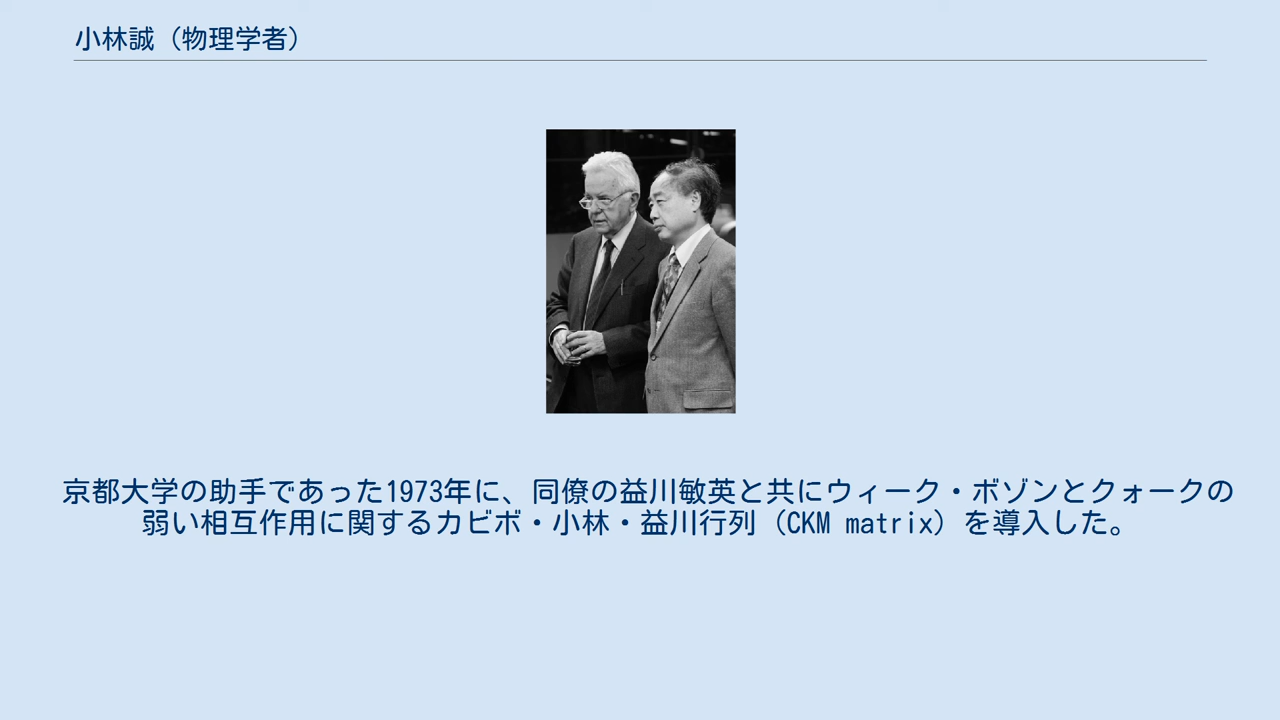 小林誠（物理学者）
京都大学の助手であった1973年に、同僚の益川敏英と共にウィーク・ボゾンとクォークの
弱い相互作用に関するカビボ・小林・益川行列（CKM matrix）を導入した。